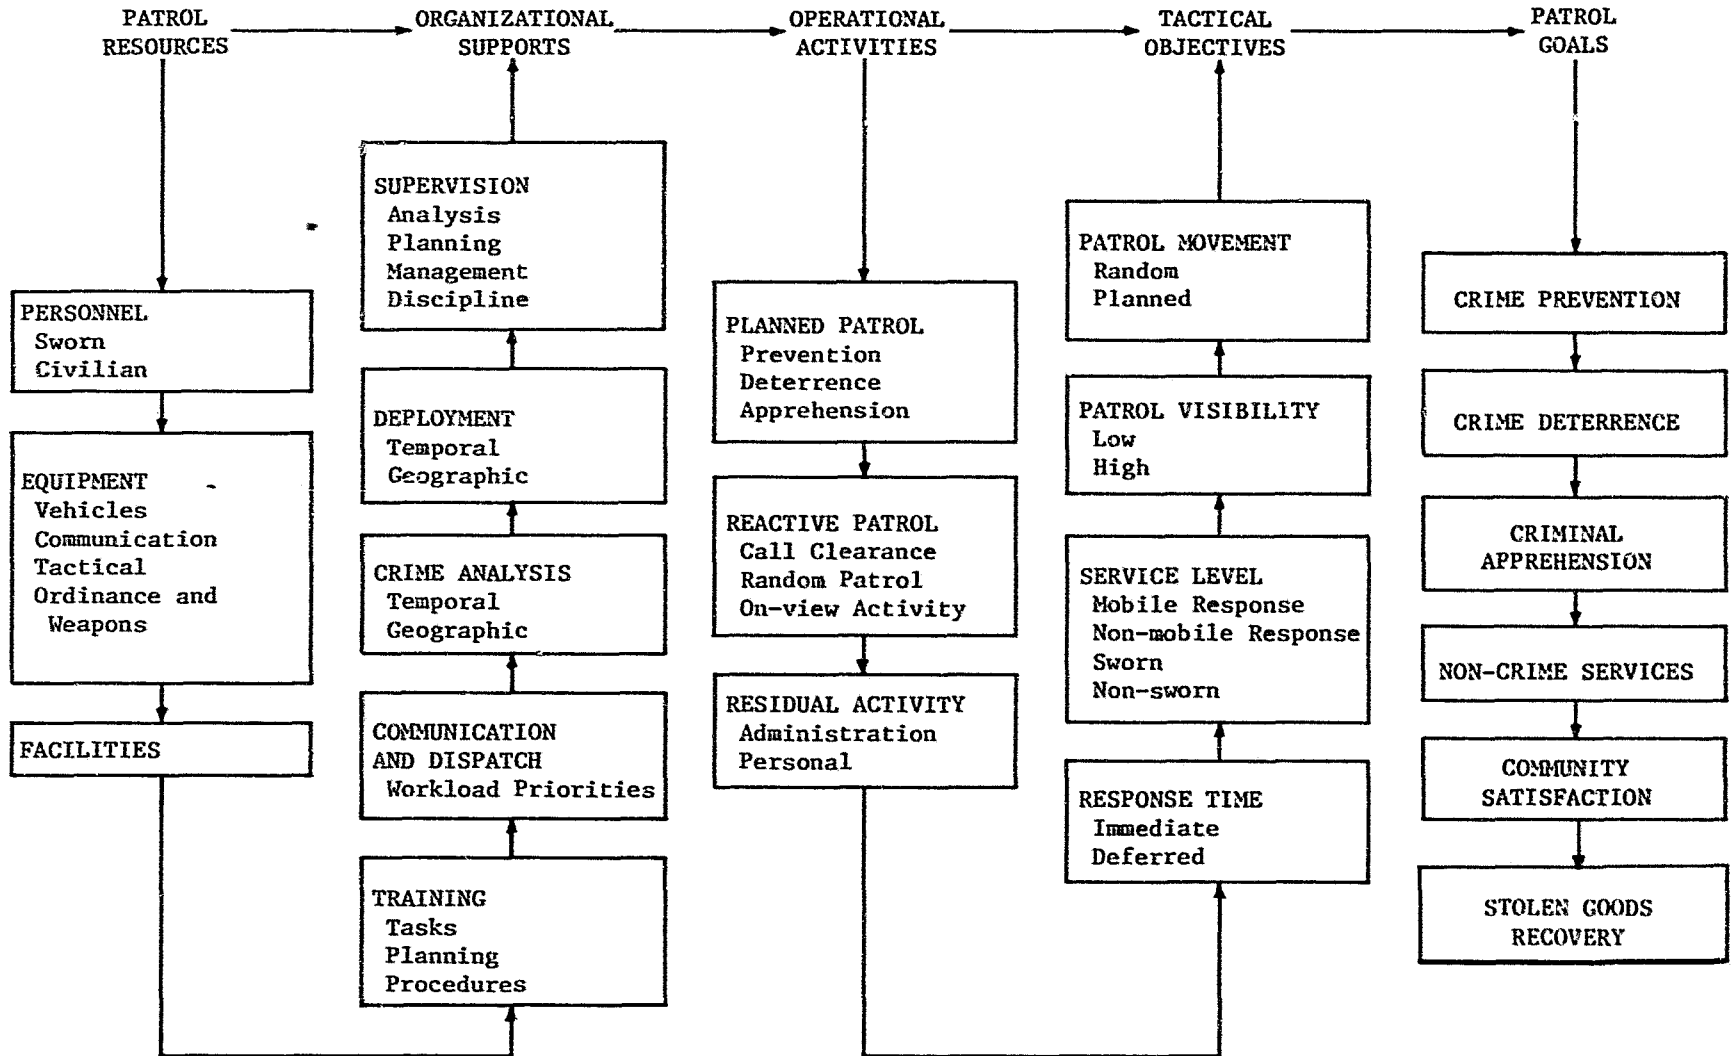 PATROL
RESOURCES
ORGANIZATIONAL
SUPPORTS
OPERATIONAL
ACTIVITIES
TACTICAL
OBJECTIVES
PATROL
GOALS
PERSONNEL
Sworn
Civilian
EQUIPMENT
Vehicles
Communication
Tactical
Ordinance and
Weapons
FACILITIES
SUPERVISION
Analysis
Planning
Management
Discipline
DEPLOYMENT
Temporal
Geographic
CRIME ANALYSIS
Temporal
Geographic
COMMUNICATION
AND DISPATCH
Workload Priorities
TRAINING
Tasks
Planning
Procedures
PLANNED PATROL
Prevention
Deterrence
Apprehension
REACTIVE PATROL
Call Clearance
Random Patrol
On-view Activity
RESIDUAL ACTIVITY
Administration
Personal
PATROL MOVEMENT
Random
Planned
PATROL VISIBILITY
Low
High
SERVICE LEVEL
Mobile Response
Non-mobile Response
Sworn
Non-sworn
RESPONSE TIME
Immediate
Deferred
CRIME PREVENTION
CRIME DETERRENCE
CRIMINAL
APPREHENSION
NON-CRIME SERVICES
COMMUNITY
SATISFACTION
STOLEN GOODS
RECOVERY